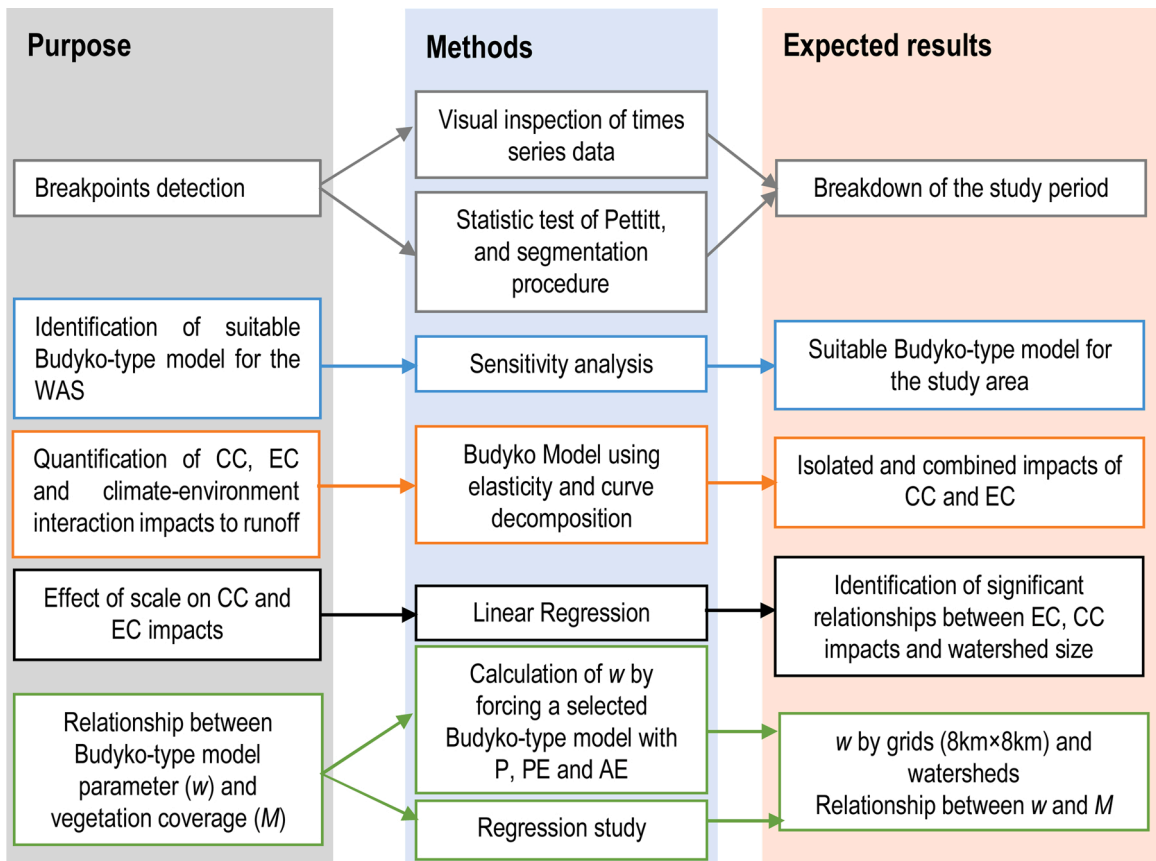 Purpose
Methods
Expected results
Breakpoints detection
Visual inspection of times
series data
Statistic test of Pettitt,
and segmentation
procedure
Breakdown of the study period
Identification of suitable
Budyko-type model for the
WAS
Sensitivity analysis
Suitable Budyko-type model for
the study area
Quantification of CC, EC
and climate-environment
interaction impacts to runoff
Budyko Model using
elasticity and curve
decomposition
Isolated and combined impacts of
CC and EC
Effect of scale on CC and
EC impacts
Linear Regression
Identification of significant
relationships between EC, CC
impacts and watershed size
Relationship between
Budyko-type model
parameter (w) and
vegetation coverage (M)
Calculation of w by
forcing a selected
Budyko-type model with
P, PE and AE
Regression study
w by grids (8km×8km) and
watersheds
Relationship between w and M